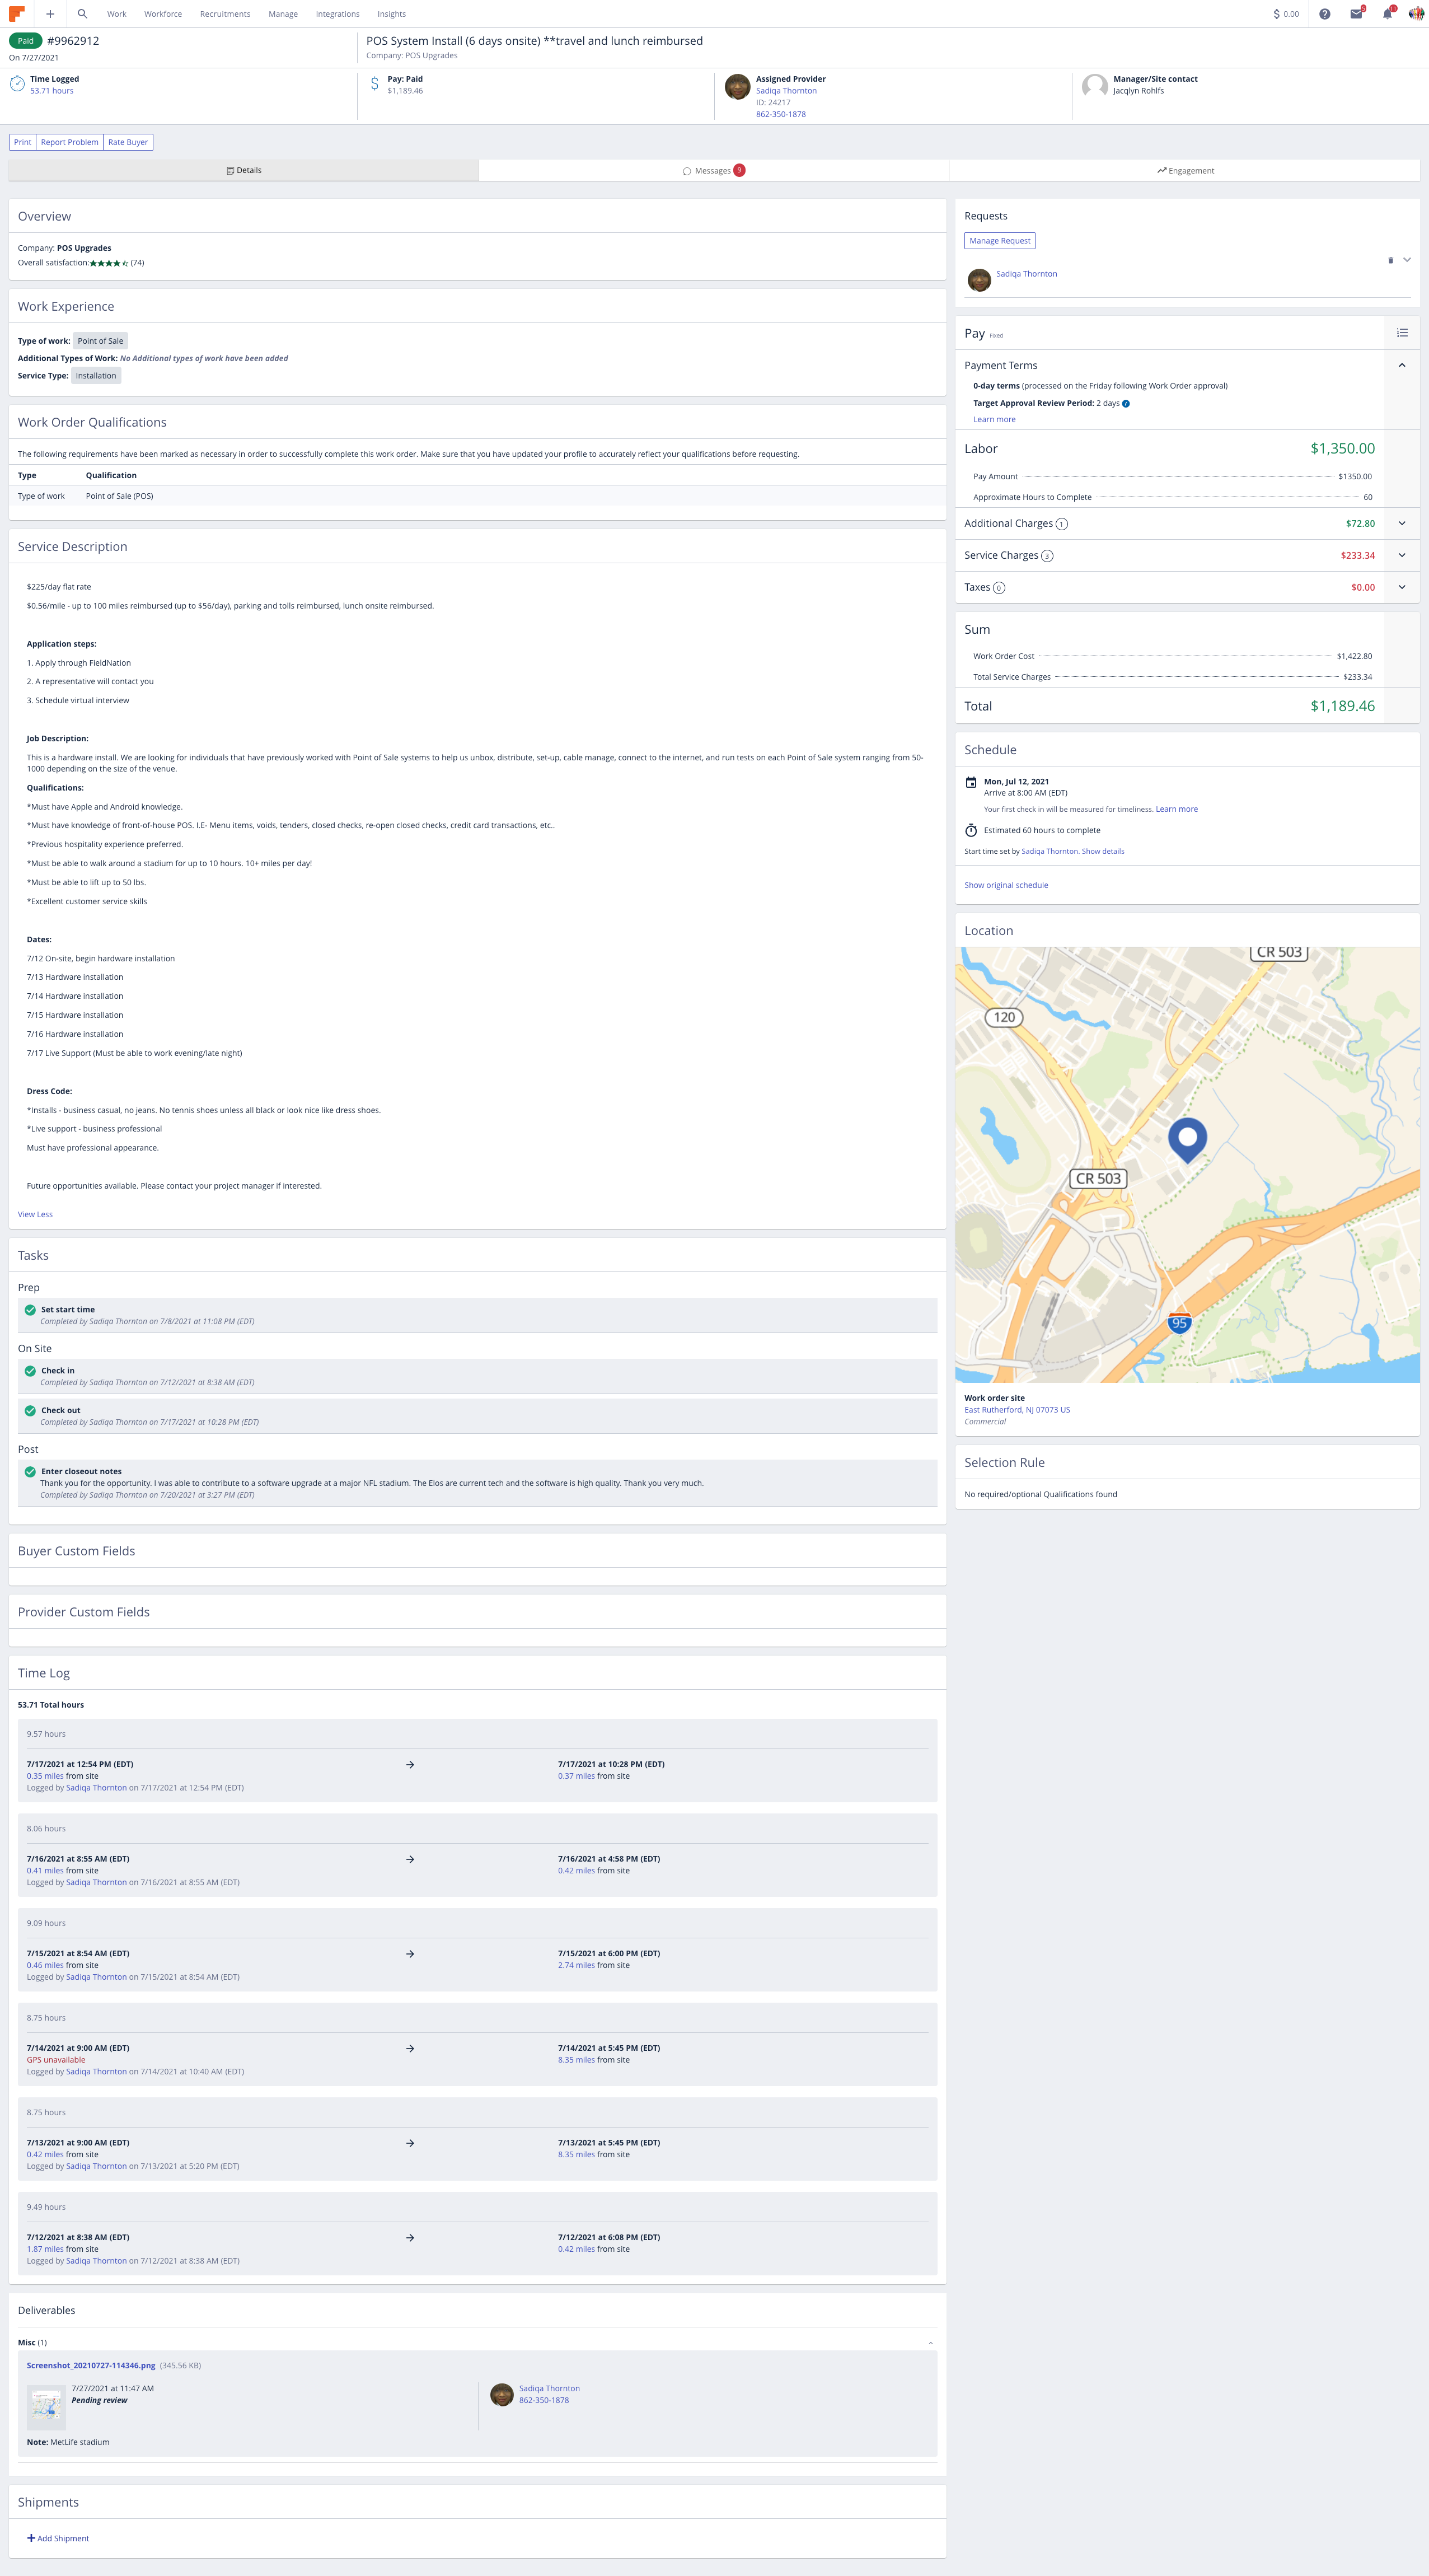 Work Workforce Recruitments Manage Integrations Insights
0.00
Paid #9962912
On 7/27/2021
POS System Install (6 days onsite) **travel and lunch reimbursed
Company: POS Upgrades
Time Logged
53.71 hours
Pay: Paid
$1,189.46
Assigned Provider
Sadiqa Thornton
ID: 24217
862-350-1878
Manager/Site contact
Jacqlyn Rohlfs
Print Report Problem Rate Buyer
Details
Messages 9
Engagement
Overview
Company: POS Upgrades
Overall satisfaction: (74)
Work Experience
Type of work: Point of Sale
Additional Types of Work: No Additional types of work have been added
Service Type: Installation
Work Order Qualifications
The following requirements have been marked as necessary in order to successfully complete this work order. Make sure that you have updated your profile to accurately reflect your qualifications before requesting.
Type Qualification
Type of work Point of Sale (POS)
Service Description
$225/day flat rate
$0.56/mile - up to 100 miles reimbursed (up to $56/day), parking and tolls reimbursed, lunch onsite reimbursed.
Application steps:
1. Apply through FieldNation
2. A representative will contact you
3. Schedule virtual interview
Job Description:
This is a hardware install. We are looking for individuals that have previously worked with Point of Sale systems to help us unbox, distribute, set-up, cable manage, connect to the internet, and run tests on each Point of Sale system ranging from 50-
1000 depending on the size of the venue.
Qualifications:
*Must have Apple and Android knowledge.
*Must have knowledge of front-of-house POS. I.E- Menu items, voids, tenders, closed checks, re-open closed checks, credit card transactions, etc..
*Previous hospitality experience preferred.
*Must be able to walk around a stadium for up to 10 hours. 10+ miles per day!
*Must be able to lift up to 50 lbs.
*Excellent customer service skills
Dates:
7/12 On-site, begin hardware installation
7/13 Hardware installation
7/14 Hardware installation
7/15 Hardware installation
7/16 Hardware installation
7/17 Live Support (Must be able to work evening/late night)
Dress Code:
*Installs - business casual, no jeans. No tennis shoes unless all black or look nice like dress shoes.
*Live support - business professional
Must have professional appearance.
Future opportunities available. Please contact your project manager if interested.
View Less
Tasks
Prep
Set start time
Completed by Sadiqa Thornton on 7/8/2021 at 11:08 PM (EDT)
On Site
Check in
Completed by Sadiqa Thornton on 7/12/2021 at 8:38 AM (EDT)
Check out
Completed by Sadiqa Thornton on 7/17/2021 at 10:28 PM (EDT)
Post
Enter closeout notes
Thank you for the opportunity. I was able to contribute to a software upgrade at a major NFL stadium. The Elos are current tech and the software is high quality. Thank you very much.
Completed by Sadiqa Thornton on 7/20/2021 at 3:27 PM (EDT)
Buyer Custom Fields
Provider Custom Fields
Time Log
53.71 Total hours
9.57 hours
7/17/2021 at 12:54 PM (EDT) 7/17/2021 at 10:28 PM (EDT)
0.35 miles from site 0.37 miles from site
Logged by Sadiqa Thornton on 7/17/2021 at 12:54 PM (EDT)
8.06 hours
7/16/2021 at 8:55 AM (EDT) 7/16/2021 at 4:58 PM (EDT)
0.41 miles from site 0.42 miles from site
Logged by Sadiqa Thornton on 7/16/2021 at 8:55 AM (EDT)
9.09 hours
7/15/2021 at 8:54 AM (EDT) 7/15/2021 at 6:00 PM (EDT)
0.46 miles from site 2.74 miles from site
Logged by Sadiqa Thornton on 7/15/2021 at 8:54 AM (EDT)
8.75 hours
7/14/2021 at 9:00 AM (EDT) 7/14/2021 at 5:45 PM (EDT)
GPS unavailable 8.35 miles from site
Logged by Sadiqa Thornton on 7/14/2021 at 10:40 AM (EDT)
8.75 hours
7/13/2021 at 9:00 AM (EDT) 7/13/2021 at 5:45 PM (EDT)
0.42 miles from site 8.35 miles from site
Logged by Sadiqa Thornton on 7/13/2021 at 5:20 PM (EDT)
9.49 hours
7/12/2021 at 8:38 AM (EDT) 7/12/2021 at 6:08 PM (EDT)
1.87 miles from site 0.42 miles from site
Logged by Sadiqa Thornton on 7/12/2021 at 8:38 AM (EDT)
Deliverables
Misc (1)
Screenshot_20210727-114346.png (345.56 KB)
7/27/2021 at 11:47 AM
Pending review
Sadiqa Thornton
862-350-1878
Note: MetLife stadium
Shipments
Add Shipment
Requests
Manage Request
Sadiqa Thornton
Pay Fixed
Payment Terms
0-day terms (processed on the Friday following Work Order approval)
Target Approval Review Period: 2 days
Learn more
Labor $1,350.00
Pay Amount $1350.00
Approximate Hours to Complete 60
Additional Charges 1 $72.80
Service Charges 3 $233.34
Taxes 0 $0.00
Sum
Work Order Cost $1,422.80
Total Service Charges $233.34
Total $1,189.46
Schedule
Mon, Jul 12, 2021
Arrive at 8:00 AM (EDT)
Your first check in will be measured for timeliness. Learn more
Estimated 60 hours to complete
Start time set by Sadiqa Thornton. Show details
Show original schedule
Location
CR 503
120
CR 503
95
Work order site
East Rutherford, NJ 07073 US
Commercial
Selection Rule
No required/optional Qualifications found